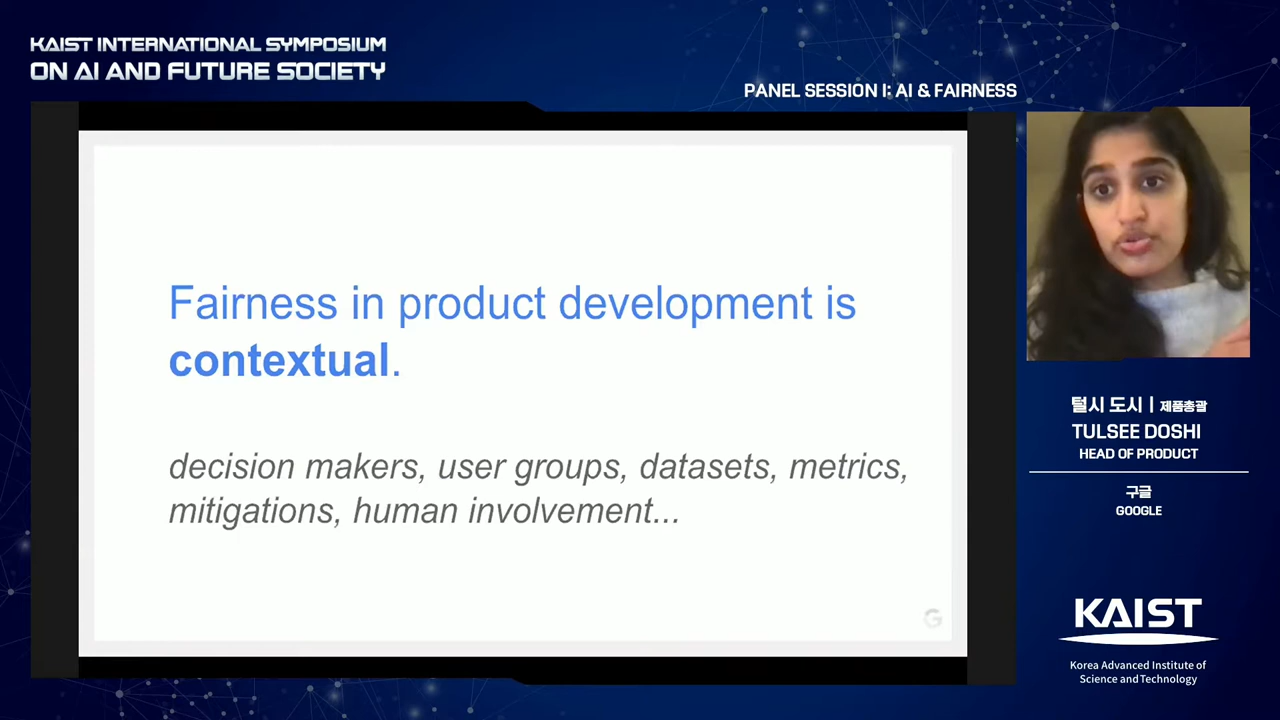 KAIST INTERNATIONAL SYMPOSIUM
ON AI AND FUTURE SOCIETY
PANEL SESSION I: AI & FAIRNESS
Fairness in product development is
contextual.
decision makers, user groups, datasets, metrics,
mitigations, human involvement...
G
털시 도시 | 제품총괄
TULSEE DOSHI
HEAD OF PRODUCT
구글
GOOGLE
KAIST
Korea Advanced Institute of
Science and Technology